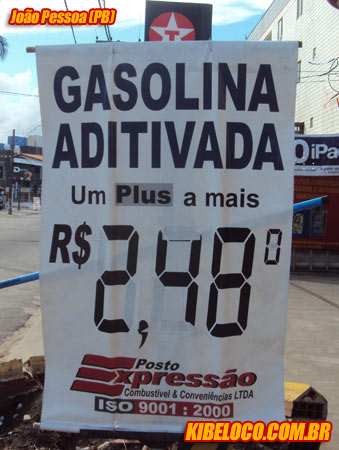 João Pessoa (PB)
T
GASOLINA
ADITIVADA
Um Plus a mais
R$ 2,480
iPa
Posto
Expressão
Combustível & Conveniências LTDA
ISO 9001 : 2000
KIBELOCO.COM.BR